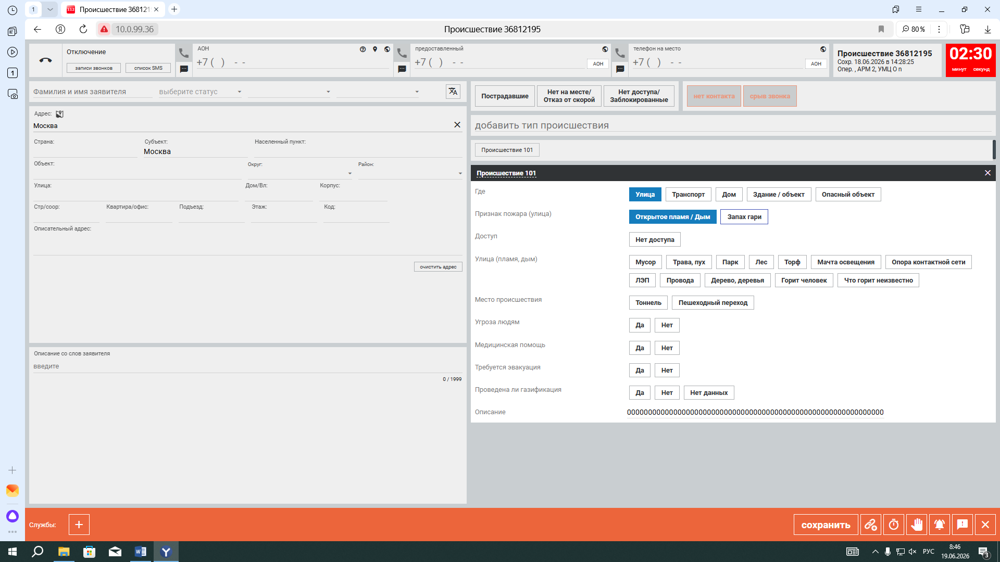 1
Происшествие 36812195
10.0.99.36
Происшествие 36812195
80%
Отключение
записи звонков
список SMS
АОН
+7 ( ) - -
предоставленный
+7 ( ) - -
АОН
телефон на место
+7 ( ) - -
АОН
Происшествие 36812195
Сохр. 18.06.2026 в 14:28:25
Опер. , АРМ 2, УМЦ О п
02:30
минут секунд
Фамилия и имя заявителя
выберите статус
Пострадавшие
Нет на месте/
Отказ от скорой
Нет доступа/
Заблокированные
нет контакта
срыв звонка
Адрес:
Москва
Страна:
Субъект:
Москва
Населенный пункт:
Объект:
Округ:
Район:
Улица:
Дом/Вл:
Корпус:
Стр/соор:
Квартира/офис:
Подъезд:
Этаж:
Код:
Описательный адрес:
очистить адрес
Описание со слов заявителя
введите
0 / 1999
добавить тип происшествия
Происшествие 101
Происшествие 101
Где
Улица Транспорт Дом Здание / объект Опасный объект
Признак пожара (улица)
Открытое пламя / Дым Запах гари
Доступ
Нет доступа
Улица (пламя, дым)
Мусор Трава, пух Парк Лес Торф Мачта освещения Опора контактной сети
ЛЭП Провода Дерево, деревья Горит человек Что горит неизвестно
Место происшествия
Тоннель Пешеходный переход
Угроза людям
Да Нет
Медицинская помощь
Да Нет
Требуется эвакуация
Да Нет
Проведена ли газификация
Да Нет Нет данных
Описание
Службы:
сохранить
РУС
8:46
19.06.2026
3